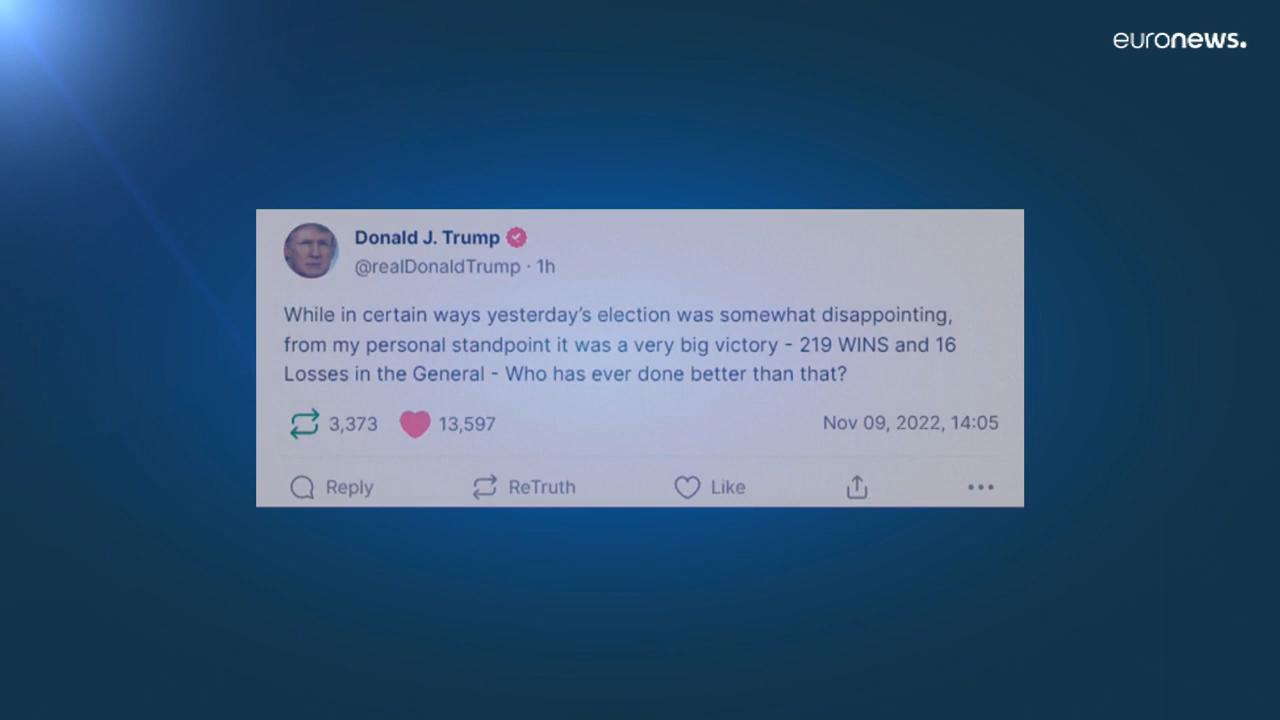 euronews.
Donald J. Trump
@realDonaldTrump · 1h
While in certain ways yesterday’s election was somewhat disappointing,
from my personal standpoint it was a very big victory - 219 WINS and 16
Losses in the General - Who has ever done better than that?
3,373 13,597 Nov 09, 2022, 14:05
Reply ReTruth Like